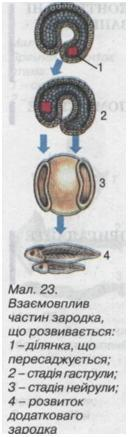 1
2
3
4
Мал. 23.
Взаємовплив
частин зародка,
що розвивається:
1 – ділянка, що
пересаджується;
2 – стадія гаструли;
3 – стадія нейрули;
4 – розвиток
додатковаго
зародка